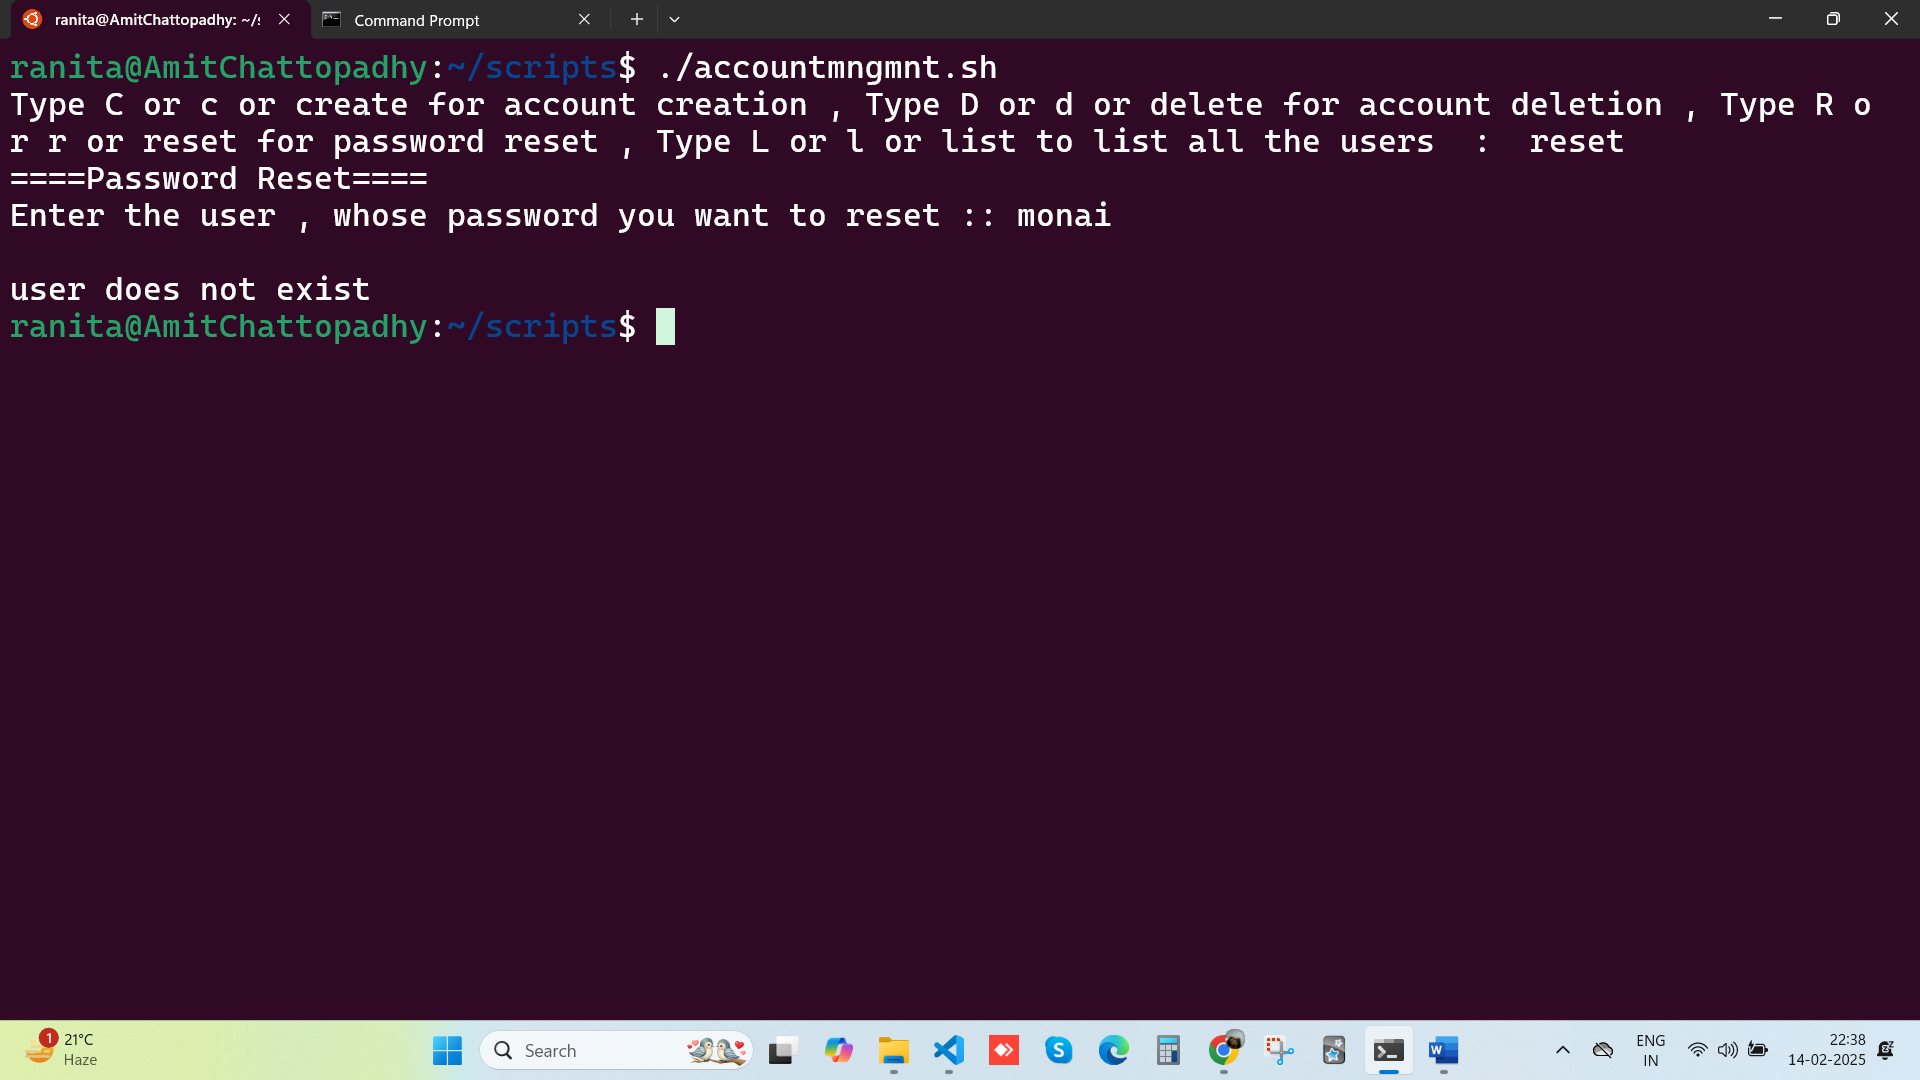 ranita@AmitChattopadhy: ~/s
Command Prompt
ranita@AmitChattopadhy:~/scripts$ ./accountmngmnt.sh
Type C or c or create for account creation , Type D or d or delete for account deletion , Type R o
r r or reset for password reset , Type L or l or list to list all the users  :  reset
====Password Reset====
Enter the user , whose password you want to reset :: monai
user does not exist
ranita@AmitChattopadhy:~/scripts$
1
21°C
Haze
Search
ENG
IN
22:38
14-02-2025